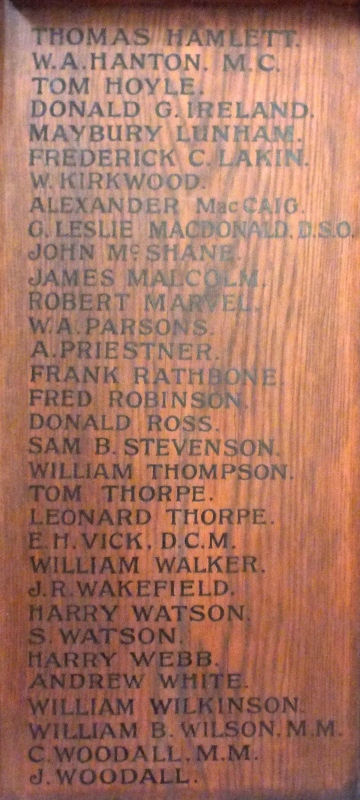 THOMAS HAMLETT.
W.A.HANTON. M.C.
TOM HOYLE.
DONALD G.IRELAND.
MAYBURY LUNHAM.
FREDERICK C.LAKIN.
W.KIRKWOOD.
ALEXANDER MacCAIG.
G.LESLIE MACDONALD.D.S.O.
JOHN McSHANE.
JAMES MALCOLM.
ROBERT MARVEL.
W.A.PARSONS.
A.PRIESTNER.
FRANK RATHBONE.
FRED ROBINSON.
DONALD ROSS.
SAM B.STEVENSON.
WILLIAM THOMPSON.
TOM THORPE.
LEONARD THORPE.
E.H.VICK. D.C.M.
WILLIAM WALKER.
J.R.WAKEFIELD.
HARRY WATSON.
S.WATSON.
HARRY WEBB.
ANDREW WHITE.
WILLIAM WILKINSON.
WILLIAM B.WILSON.M.M.
C.WOODALL.M.M.
J.WOODALL.